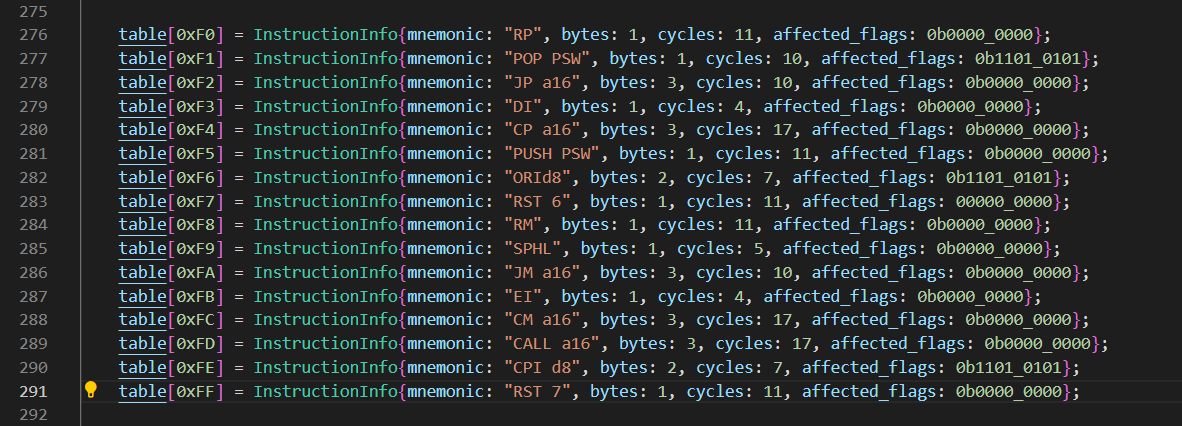 275
276 table[0xF0] = InstructionInfo{mnemonic: "RP", bytes: 1, cycles: 11, affected_flags: 0b0000_0000};
277 table[0xF1] = InstructionInfo{mnemonic: "POP PSW", bytes: 1, cycles: 10, affected_flags: 0b1101_0101};
278 table[0xF2] = InstructionInfo{mnemonic: "JP a16", bytes: 3, cycles: 10, affected_flags: 0b0000_0000};
279 table[0xF3] = InstructionInfo{mnemonic: "DI", bytes: 1, cycles: 4, affected_flags: 0b0000_0000};
280 table[0xF4] = InstructionInfo{mnemonic: "CP a16", bytes: 3, cycles: 17, affected_flags: 0b0000_0000};
281 table[0xF5] = InstructionInfo{mnemonic: "PUSH PSW", bytes: 1, cycles: 11, affected_flags: 0b0000_0000};
282 table[0xF6] = InstructionInfo{mnemonic: "ORId8", bytes: 2, cycles: 7, affected_flags: 0b1101_0101};
283 table[0xF7] = InstructionInfo{mnemonic: "RST 6", bytes: 1, cycles: 11, affected_flags: 00000_0000};
284 table[0xF8] = InstructionInfo{mnemonic: "RM", bytes: 1, cycles: 11, affected_flags: 0b0000_0000};
285 table[0xF9] = InstructionInfo{mnemonic: "SPHL", bytes: 1, cycles: 5, affected_flags: 0b0000_0000};
286 table[0xFA] = InstructionInfo{mnemonic: "JM a16", bytes: 3, cycles: 10, affected_flags: 0b0000_0000};
287 table[0xFB] = InstructionInfo{mnemonic: "EI", bytes: 1, cycles: 4, affected_flags: 0b0000_0000};
288 table[0xFC] = InstructionInfo{mnemonic: "CM a16", bytes: 3, cycles: 17, affected_flags: 0b0000_0000};
289 table[0xFD] = InstructionInfo{mnemonic: "CALL a16", bytes: 3, cycles: 17, affected_flags: 0b0000_0000};
290 table[0xFE] = InstructionInfo{mnemonic: "CPI d8", bytes: 2, cycles: 7, affected_flags: 0b1101_0101};
291 table[0xFF] = InstructionInfo{mnemonic: "RST 7", bytes: 1, cycles: 11, affected_flags: 0b0000_0000};
292